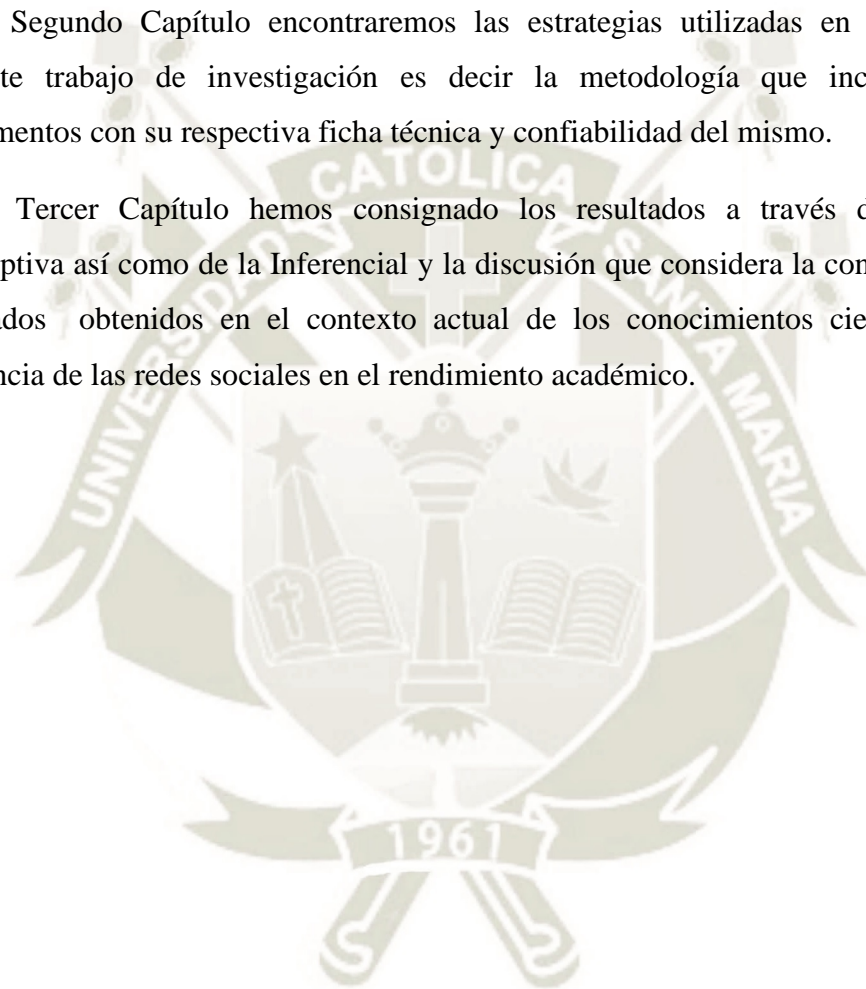 Segundo Capítulo encontraremos las estrategias utilizadas en
te trabajo de investigación es decir la metodología que inc
mentos con su respectiva ficha técnica y confiabilidad del mismo.
Tercer Capítulo hemos consignado los resultados a través d
ptiva así como de la Inferencial y la discusión que considera la con
ados obtenidos en el contexto actual de los conocimientos cie
ncia de las redes sociales en el rendimiento académico.
UNIVERSIDAD CATOLICA SANTA MARIA
1961